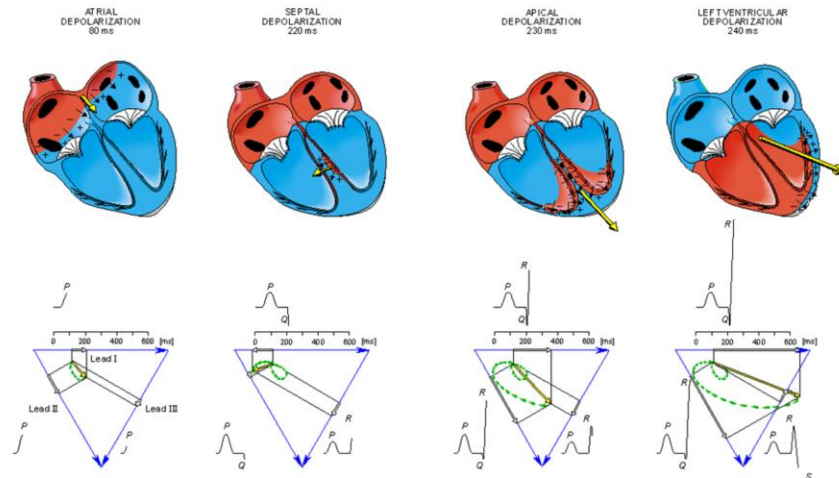 ATRIAL
DEPOLARIZATION
80 ms
SEPTAL
DEPOLARIZATION
220 ms
APICAL
DEPOLARIZATION
230 ms
LEFT VENTRICULAR
DEPOLARIZATION
240 ms
P
P
Q
P
R
Q
P
R
Q
0 200 400 600 [ms]
0 200 400 600 [ms]
0 200 400 600 [ms]
0 200 400 600 [ms]
Lead I
Lead II
Lead III
P
P
P
Q
P
R
P
R
Q
P
R
P
R
Q
P
R
S